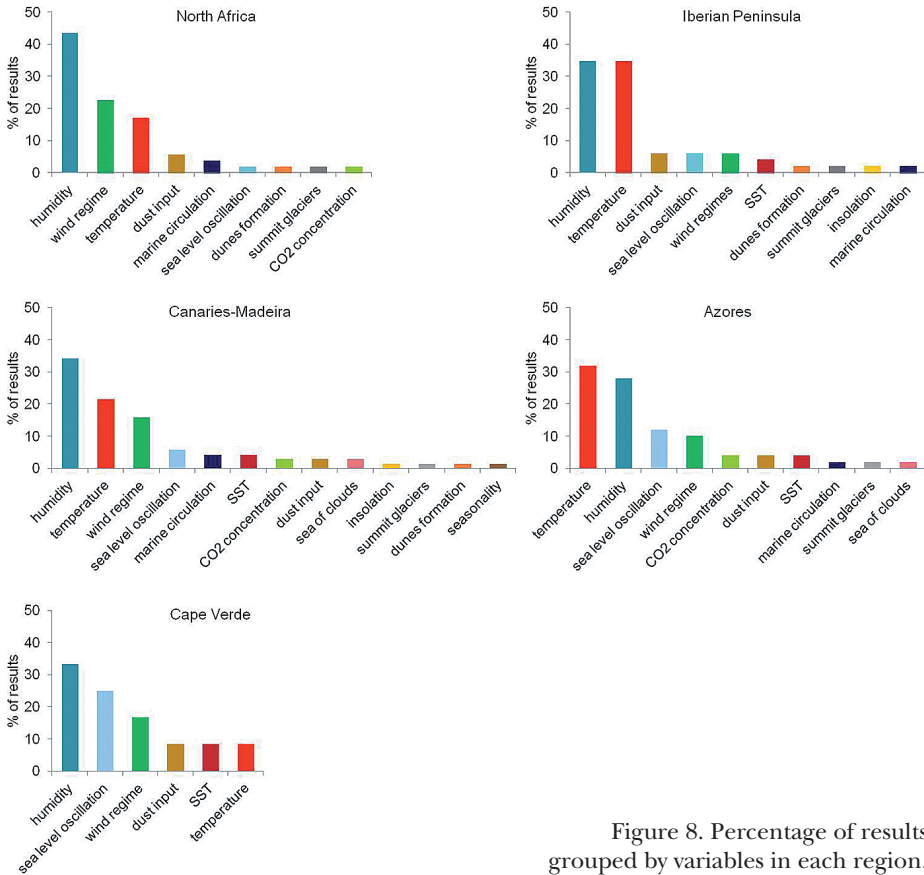 North Africa
% of results
50
40
30
20
10
0
humidity
wind regime
temperature
dust input
marine circulation
sea level oscillation
dunes formation
summit glaciers
CO2 concentration
Iberian Peninsula
% of results
50
40
30
20
10
0
humidity
temperature
dust input
sea level oscillation
wind regimes
SST
dunes formation
summit glaciers
insolation
marine circulation
Canaries-Madeira
% of results
50
40
30
20
10
0
humidity
temperature
wind regime
sea level oscillation
marine circulation
SST
CO2 concentration
dust input
sea of clouds
insolation
summit glaciers
dunes formation
seasonality
Azores
% of results
50
40
30
20
10
0
temperature
humidity
sea level oscillation
wind regime
CO2 concentration
dust input
SST
marine circulation
summit glaciers
sea of clouds
Cape Verde
% of results
50
40
30
20
10
0
humidity
sea level oscillation
wind regime
dust input
SST
temperature
Figure 8. Percentage of results
grouped by variables in each region.